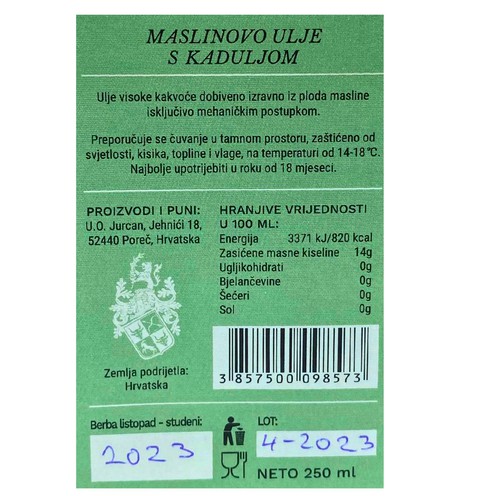 MASLINOVO ULJE
S KADULJOM
Ulje visoke kakvoće dobiveno izravno iz ploda masline
isključivo mehaničkim postupkom.
Preporučuje se čuvanje u tamnom prostoru, zaštićeno od
svjetlosti, kisika, topline i vlage, na temperaturi od 14-18°C.
Najbolje upotrijebiti u roku od 18 mjeseci.
PROIZVODI I PUNI:
U.O. Jurcan, Jehnići 18,
52440 Poreč, Hrvatska
Zemlja podrijetla:
Hrvatska
HRANJIVE VRIJEDNOSTI
U 100 ML:
Energija 3371 kJ/820 kcal
Zasićene masne kiseline 14g
Ugljikohidrati 0g
Bjelančevine 0g
Šećeri 0g
Sol 0g
3857500098573
Berba listopad - studeni:
2023
LOT:
4-2023
NETO 250 ml